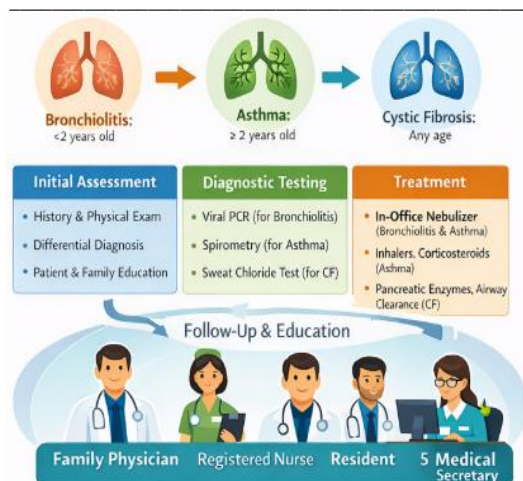 Bronchiolitis:
<2 years old
Asthma:
≥ 2 years old
Cystic Fibrosis:
Any age
Initial Assessment
• History & Physical Exam
• Differential Diagnosis
• Patient & Family Education
Diagnostic Testing
• Viral PCR (for Bronchiolitis)
• Spirometry (for Asthma)
• Sweat Chloride Test (for CF)
Treatment
• In-Office Nebulizer
(Bronchiolitis & Asthma)
• Inhalers. Corticosteroids
(Asthma)
• Pancreatic Enzymes, Airway
Clearance (CF)
Follow-Up & Education
Family Physician
Registered Nurse
Resident
5 Medical
Secretary